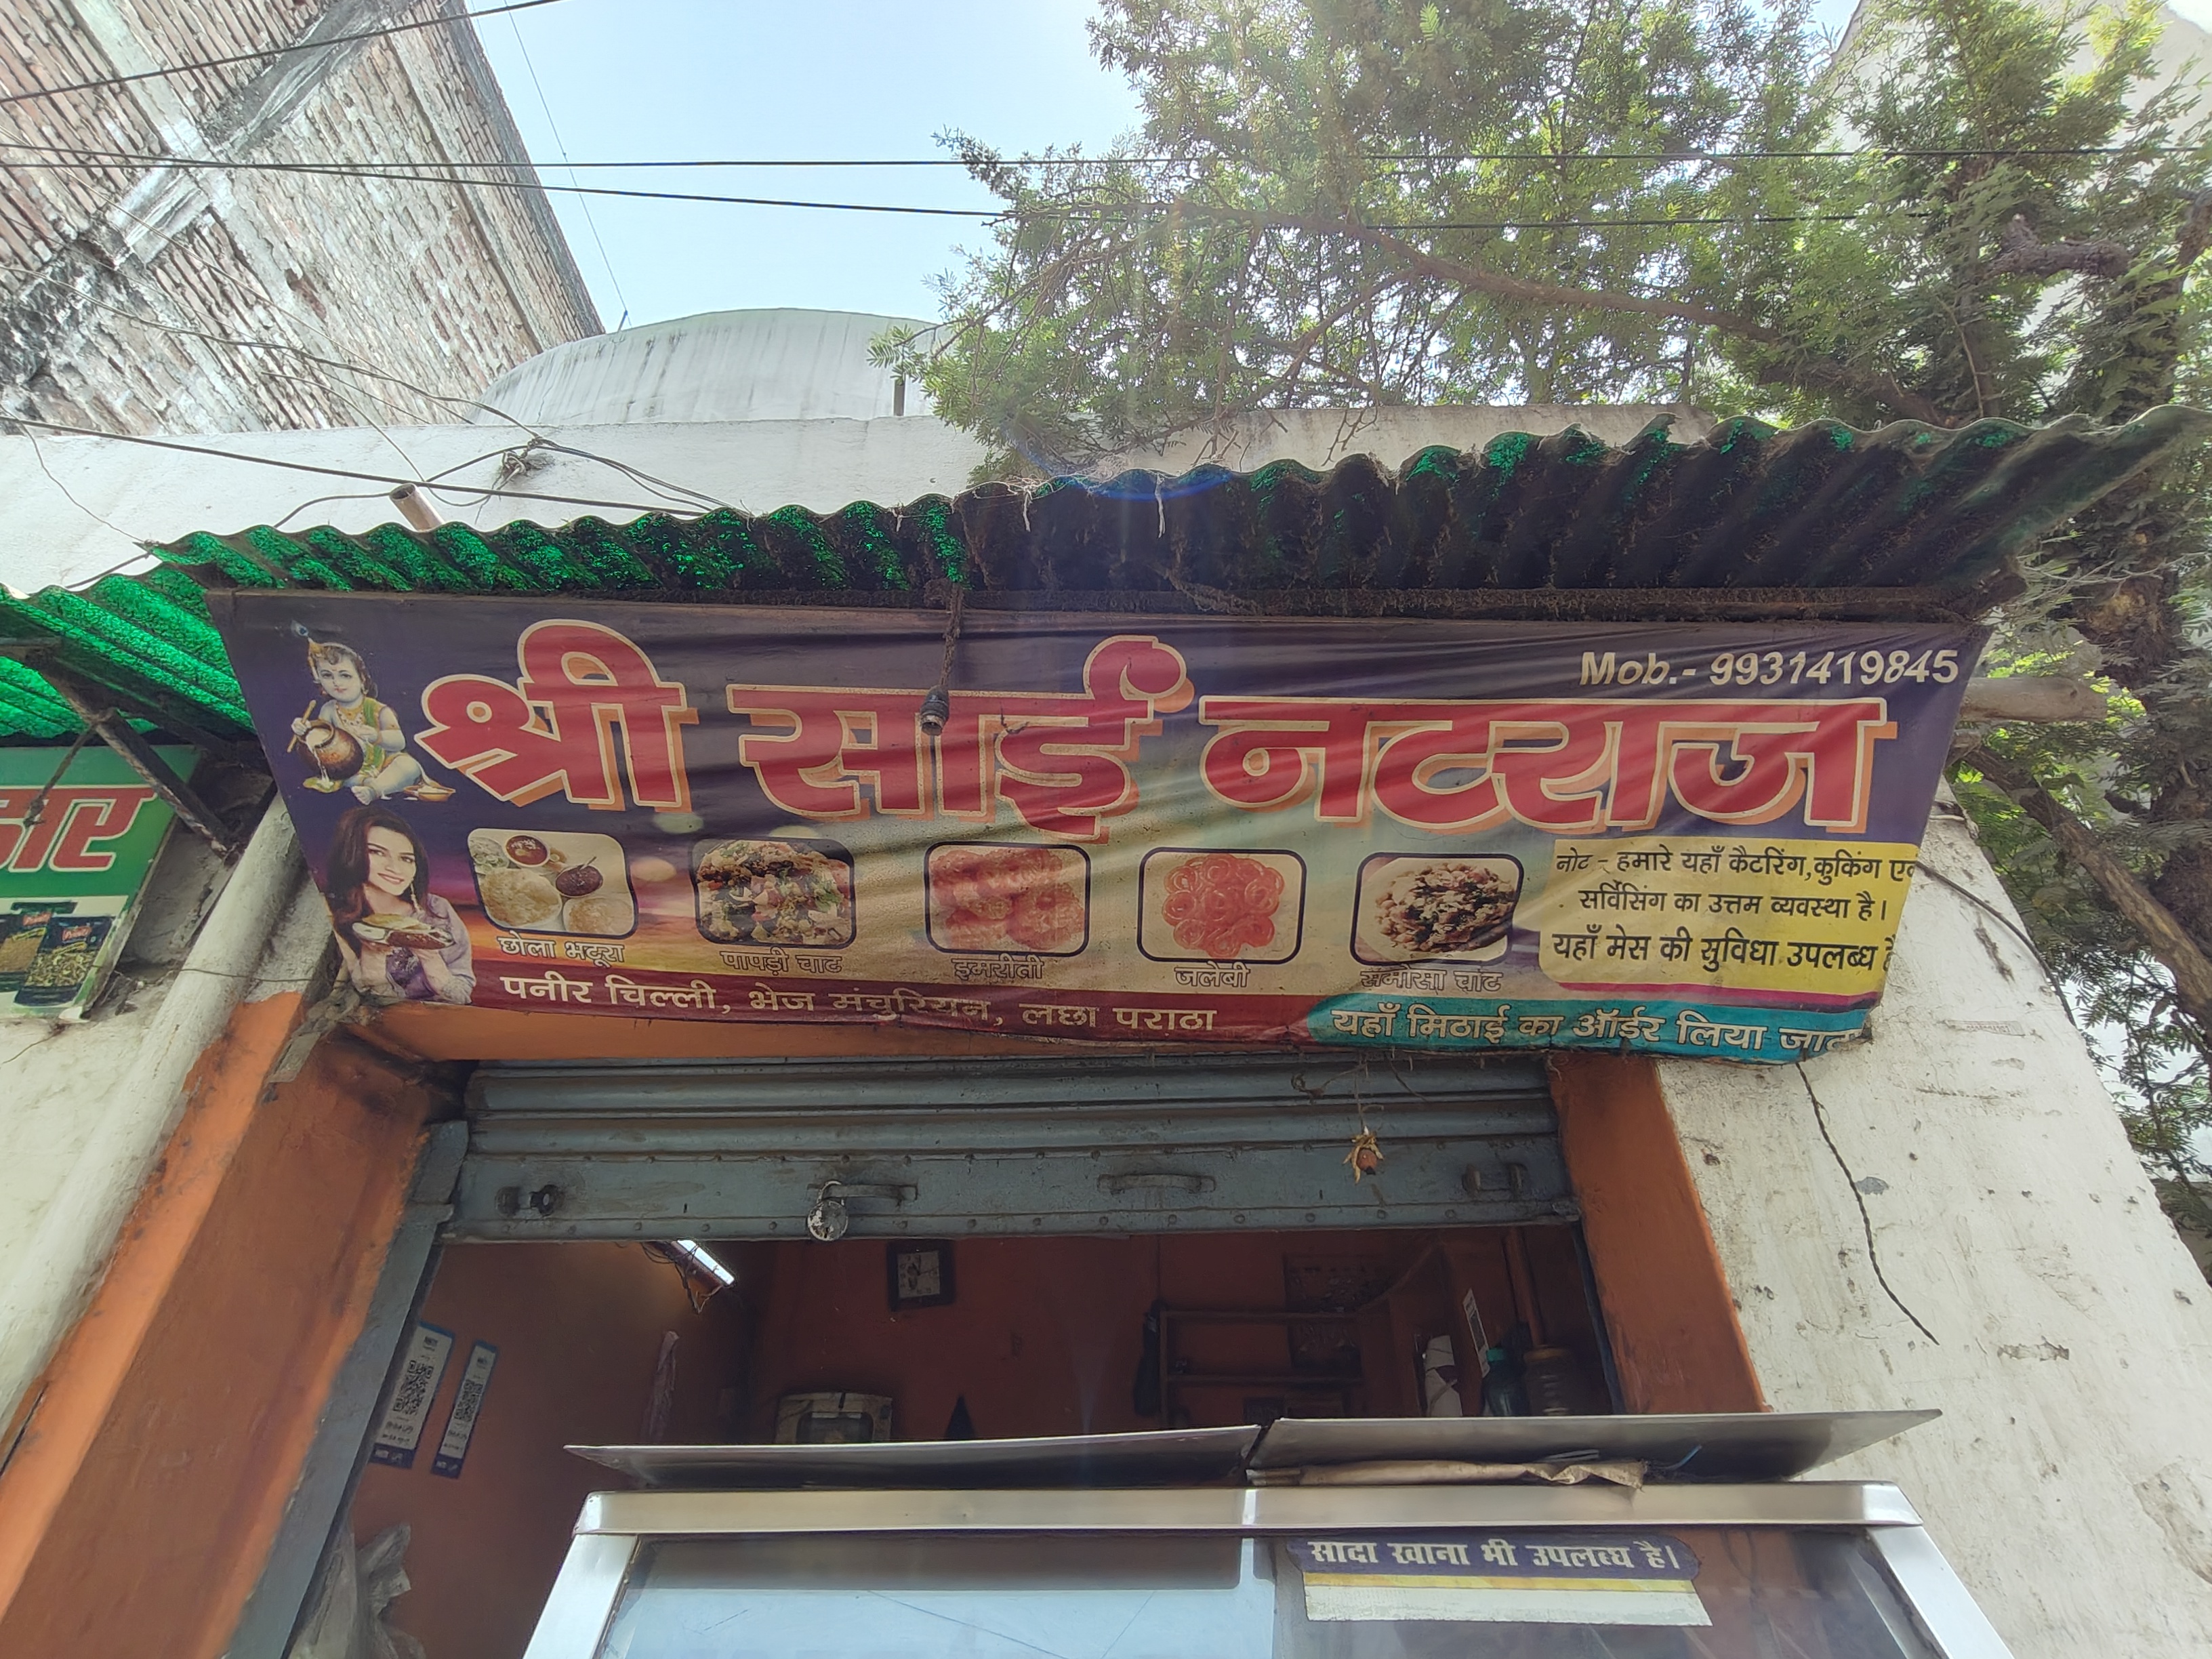 Mob.- 9931419845
श्री साईं नटराज
छोला भटूरा
पापड़ी चाट
इमरीती
जलेबी
समोसा चांट
नोट - हमारे यहाँ कैटरिंग,कुकिंग
सर्विसिंग का उत्तम व्यवस्था है।
यहाँ मेस की सुविधा उपलब्ध
पनीर चिल्ली, भेज मंचुरियन, लछा पराठा
यहाँ मिठाई का ऑर्डर लिया
सादा खाना भी उपलब्ध है।